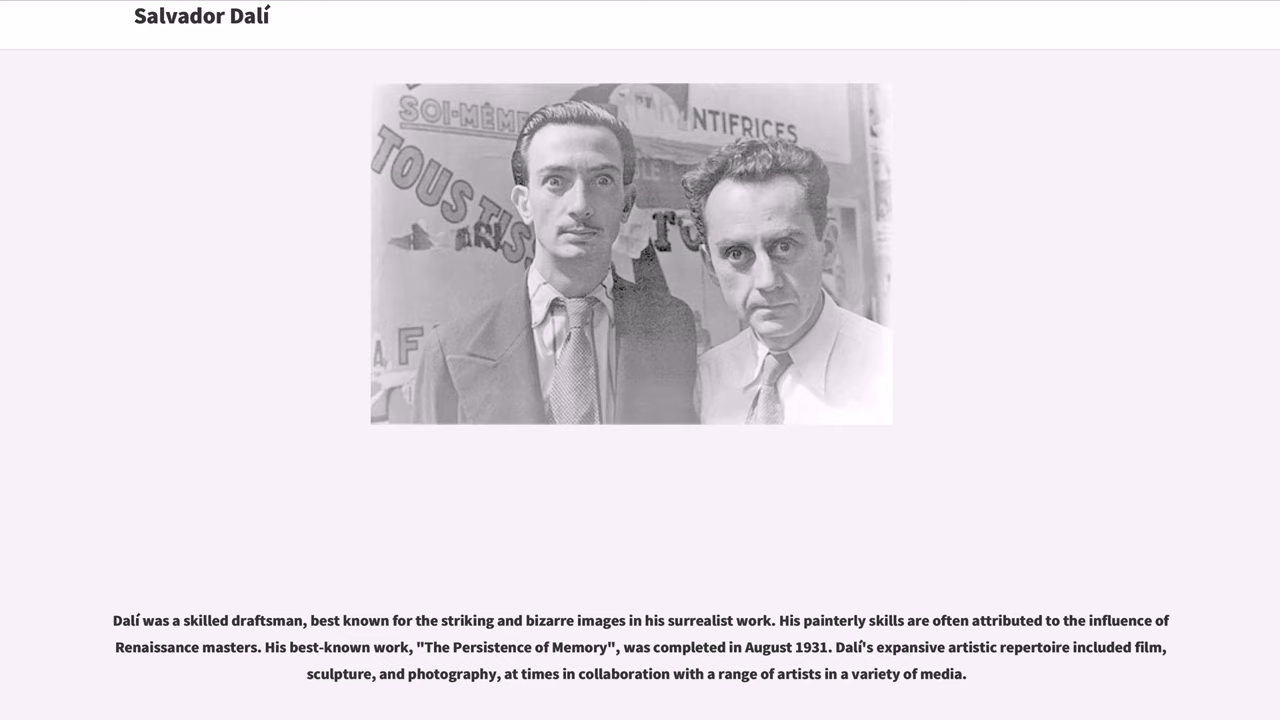 Salvador Dalí
SOI-MÊME
NTIFRICES
TOUS TISS
F
Dalí was a skilled draftsman, best known for the striking and bizarre images in his surrealist work. His painterly skills are often attributed to the influence of
Renaissance masters. His best-known work, "The Persistence of Memory", was completed in August 1931. Dalí's expansive artistic repertoire included film,
sculpture, and photography, at times in collaboration with a range of artists in a variety of media.